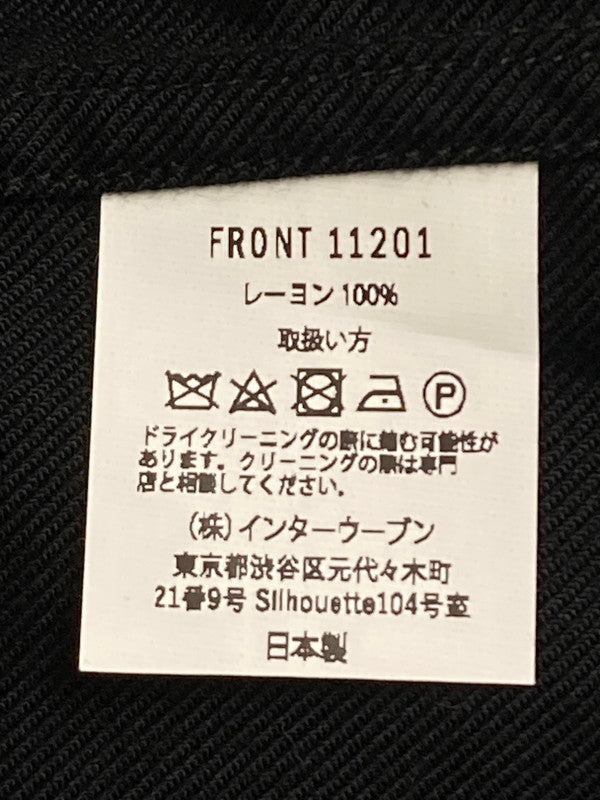 FRONT 11201
レーヨン 100%
取扱い方
P
ドライクリーニングの際に縮む可能性が
あります。クリーニングの際は専門
店と相談してください。
(株)インターウーブン
東京都渋谷区元代々木町
21番9号 Silhouette104号室
日本製